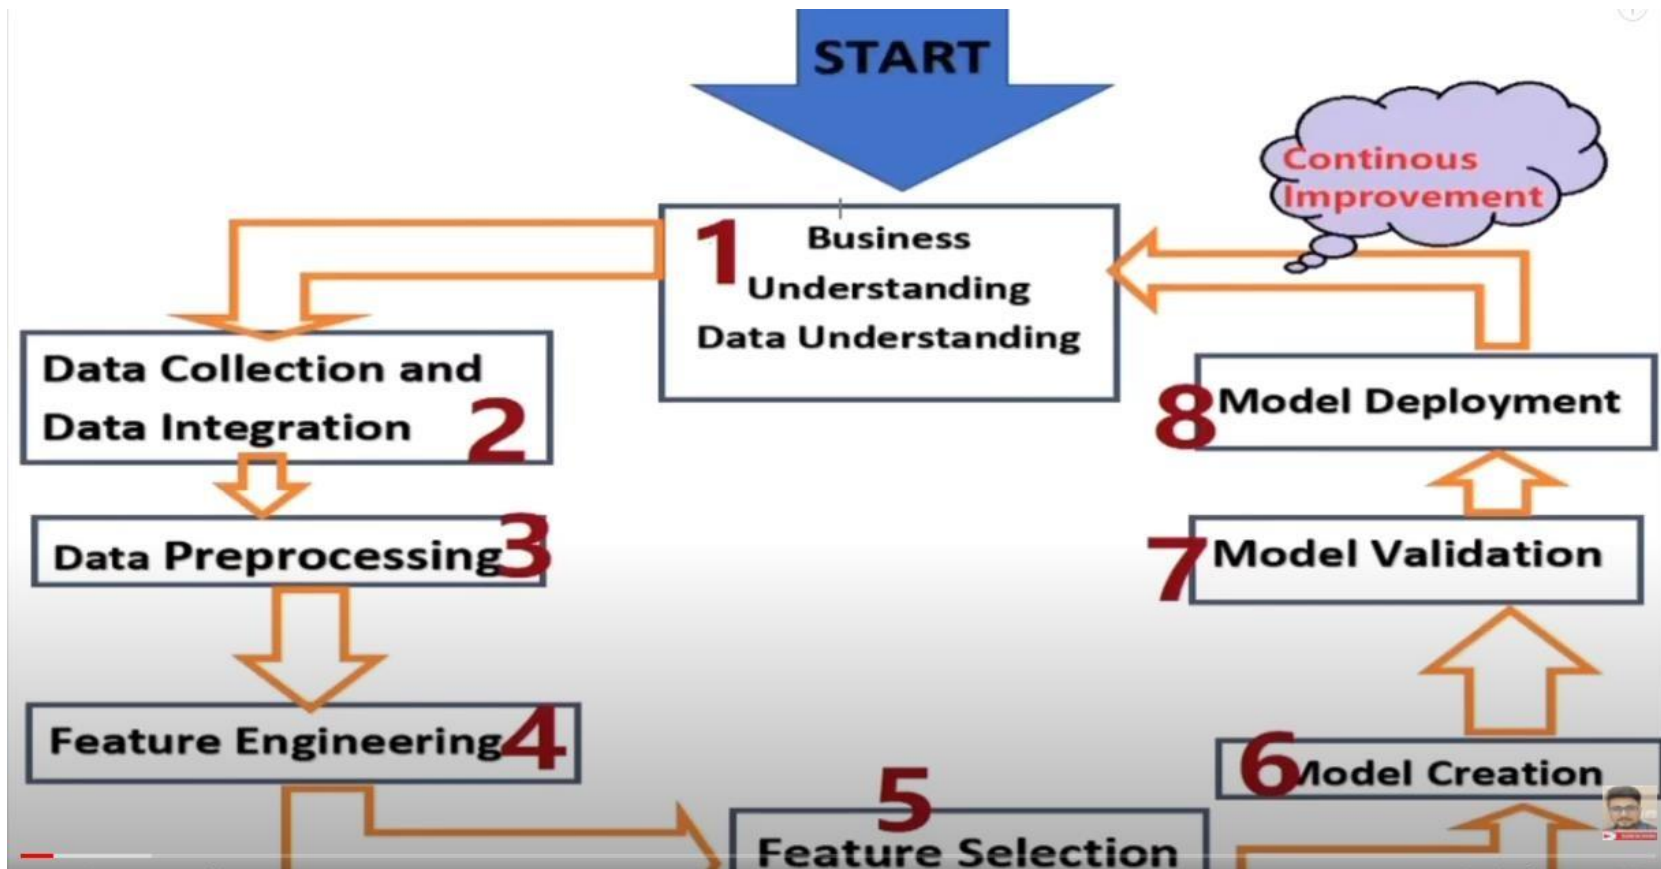 START
1
Business
Understanding
Data Understanding
Data Collection and
Data Integration
2
Data Preprocessing
3
Feature Engineering
4
5
Feature Selection
6
Model Creation
7
Model Validation
8
Model Deployment
Continous
Improvement